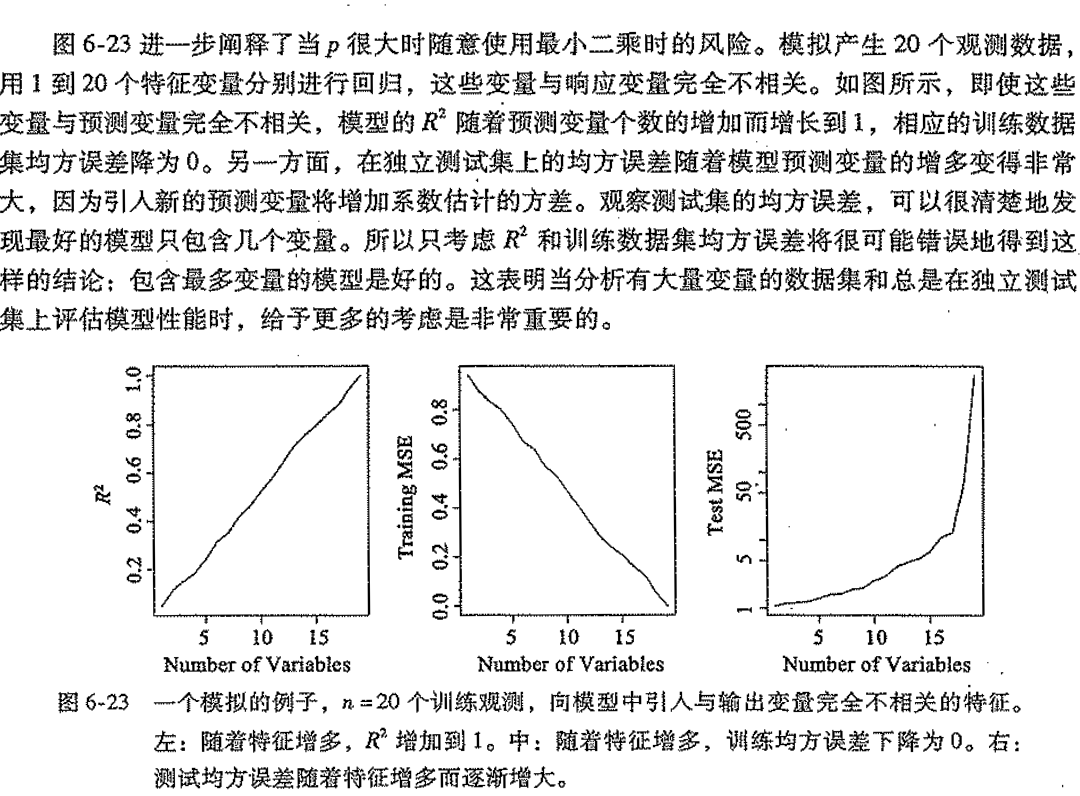 图 6-23 进一步阐释了当 p 很大时随意使用最小二乘时的风险。模拟产生 20 个观测数据，
用 1 到 20 个特征变量分别进行回归，这些变量与响应变量完全不相关。如图所示，即使这些
变量与预测变量完全不相关，模型的 R² 随着预测变量个数的增加而增长到 1，相应的训练数据
集均方误差降为 0。另一方面，在独立测试集上的均方误差随着模型预测变量的增多变得非常
大，因为引入新的预测变量将增加系数估计的方差。观察测试集的均方误差，可以很清楚地发
现最好的模型只包含几个变量。所以只考虑 R² 和训练数据集均方误差将很可能错误地得到这
样的结论：包含最多变量的模型是好的。这表明当分析有大量变量的数据集和总是在独立测试
集上评估模型性能时，给予更多的考虑是非常重要的。
R²
0.2 0.4 0.6 0.8 1.0
5 10 15
Number of Variables
Training MSE
0.0 0.2 0.4 0.6 0.8
5 10 15
Number of Variables
Test MSE
1 5 50 500
5 10 15
Number of Variables
图 6-23 一个模拟的例子，n = 20 个训练观测，向模型中引入与输出变量完全不相关的特征。
左：随着特征增多，R² 增加到 1。中：随着特征增多，训练均方误差下降为 0。右：
测试均方误差随着特征增多而逐渐增大。